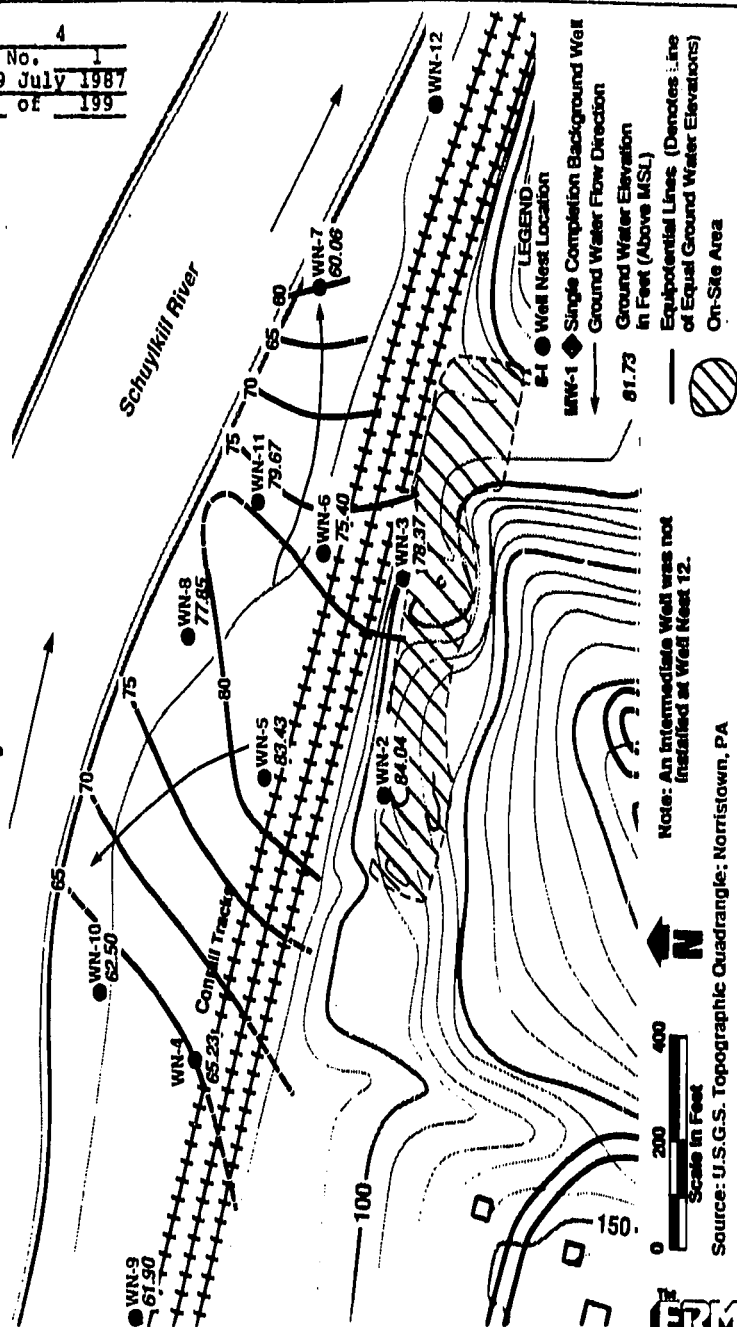 4
No. 1
9 July 1987
of 199
Schuylkill River
WN-12
WN-7
60.06
60
65
70
75
WN-11
79.67
WN-6
75.40
WN-3
78.37
WN-8
77.85
80
75
WN-5
83.43
WN-2
84.04
70
65
WN-10
62.50
Conrail Tracks
WN-4
65.23
WN-9
61.90
100
150
LEGEND
8-I Well Nest Location
MW-1 Single Completion Background Well
Ground Water Flow Direction
81.73 Ground Water Elevation
in Feet (Above MSL)
Equipotential Lines (Denotes Line
of Equal Ground Water Elevations)
On-Site Area
Note: An Intermediate Well was not
Installed at Well Nest 12.
N
0 200 400
Scale in Feet
Source: U.S.G.S. Topographic Quadrangle: Norristown, PA
TM
ERM